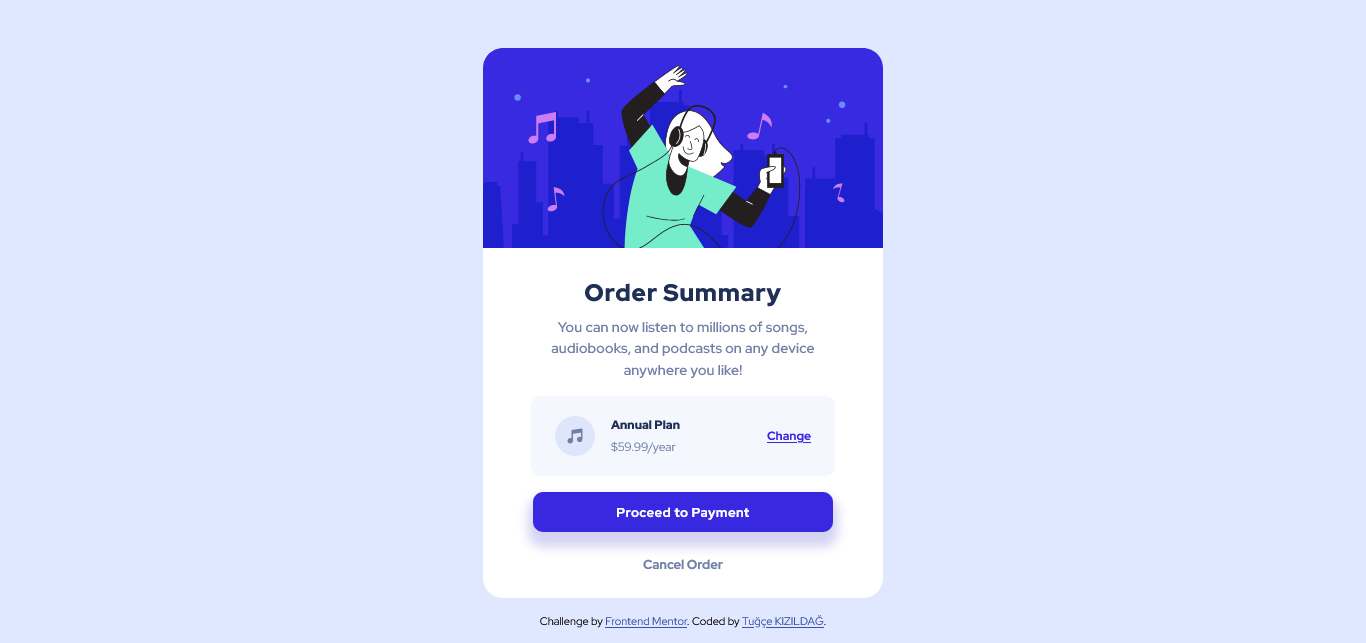 Order Summary
You can now listen to millions of songs,
audiobooks, and podcasts on any device
anywhere you like!
Annual Plan
$59.99/year
Change
Proceed to Payment
Cancel Order
Challenge by Frontend Mentor. Coded by Tuğçe KIZILDAĞ.